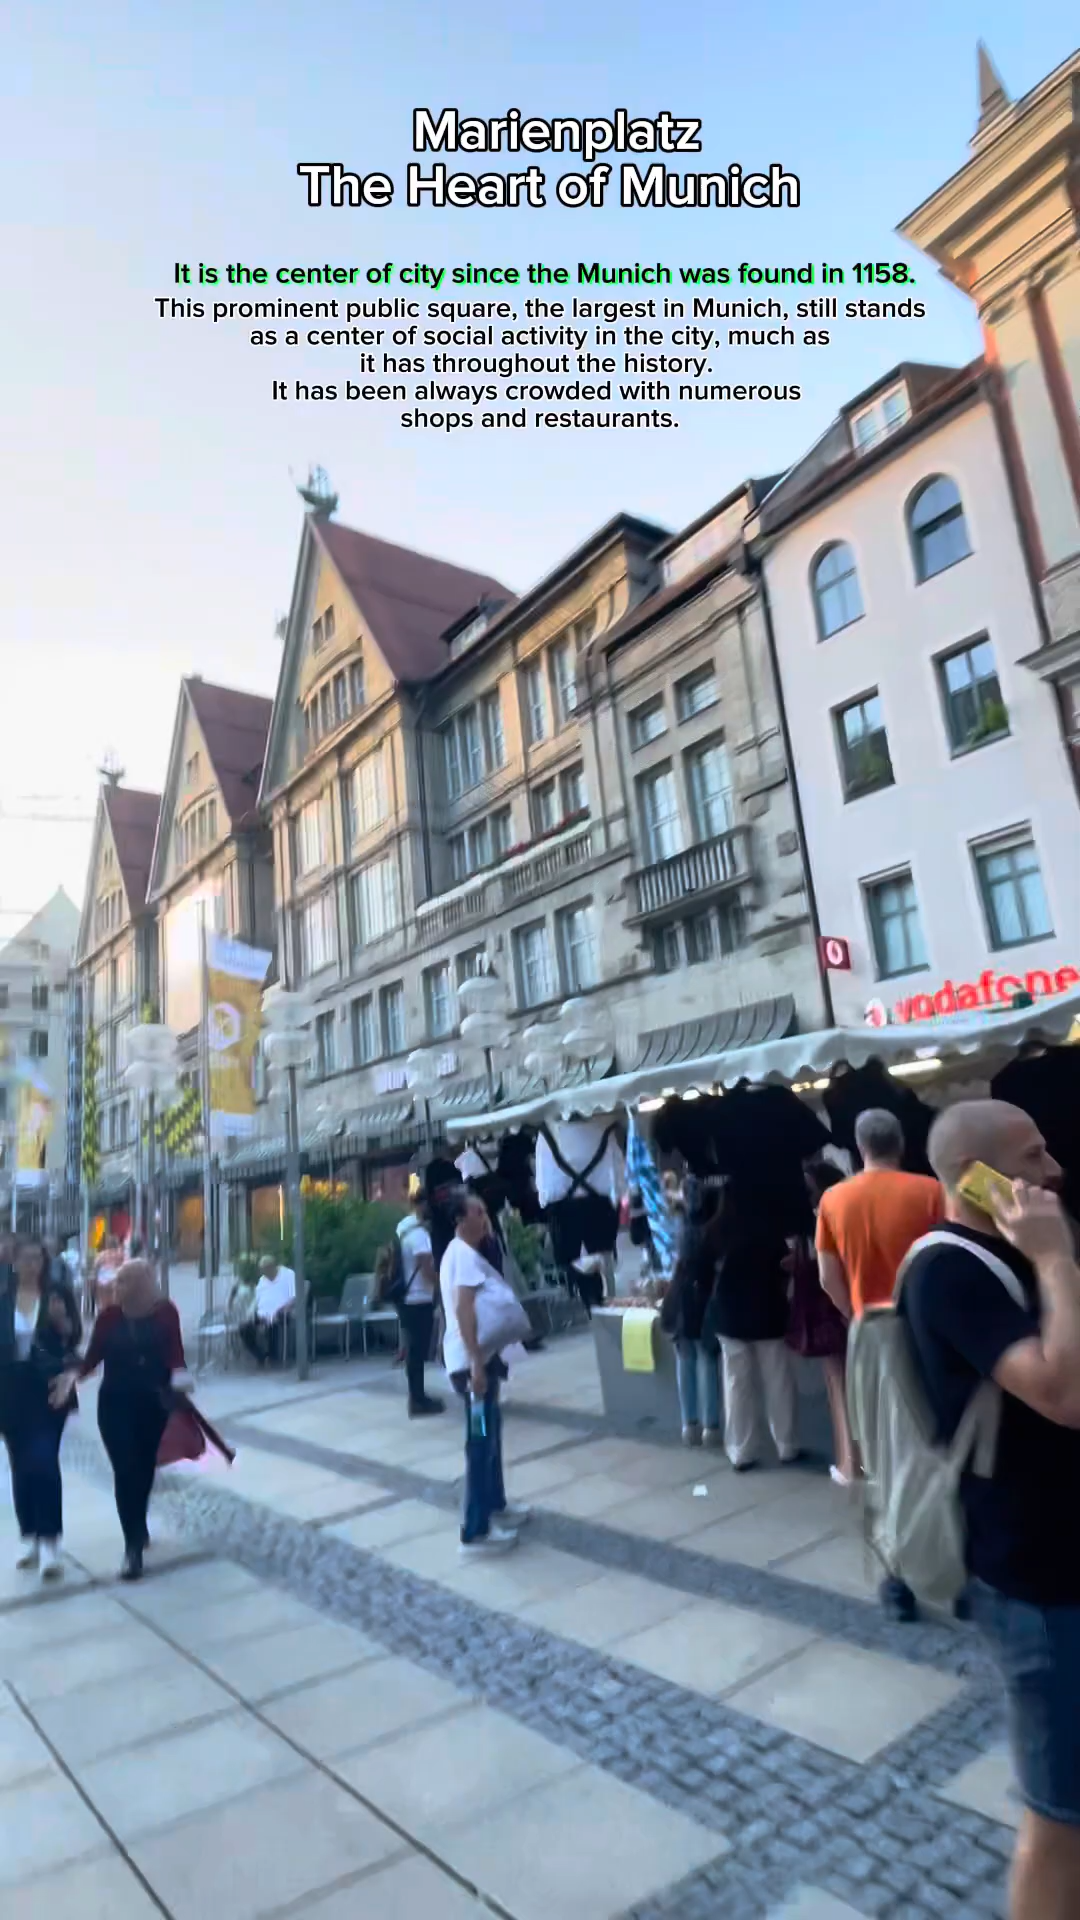 Marienplatz
The Heart of Munich
It is the center of city since the Munich was found in 1158.
This prominent public square, the largest in Munich, still stands
as a center of social activity in the city, much as
it has throughout the history.
It has been always crowded with numerous
shops and restaurants.
vodafone